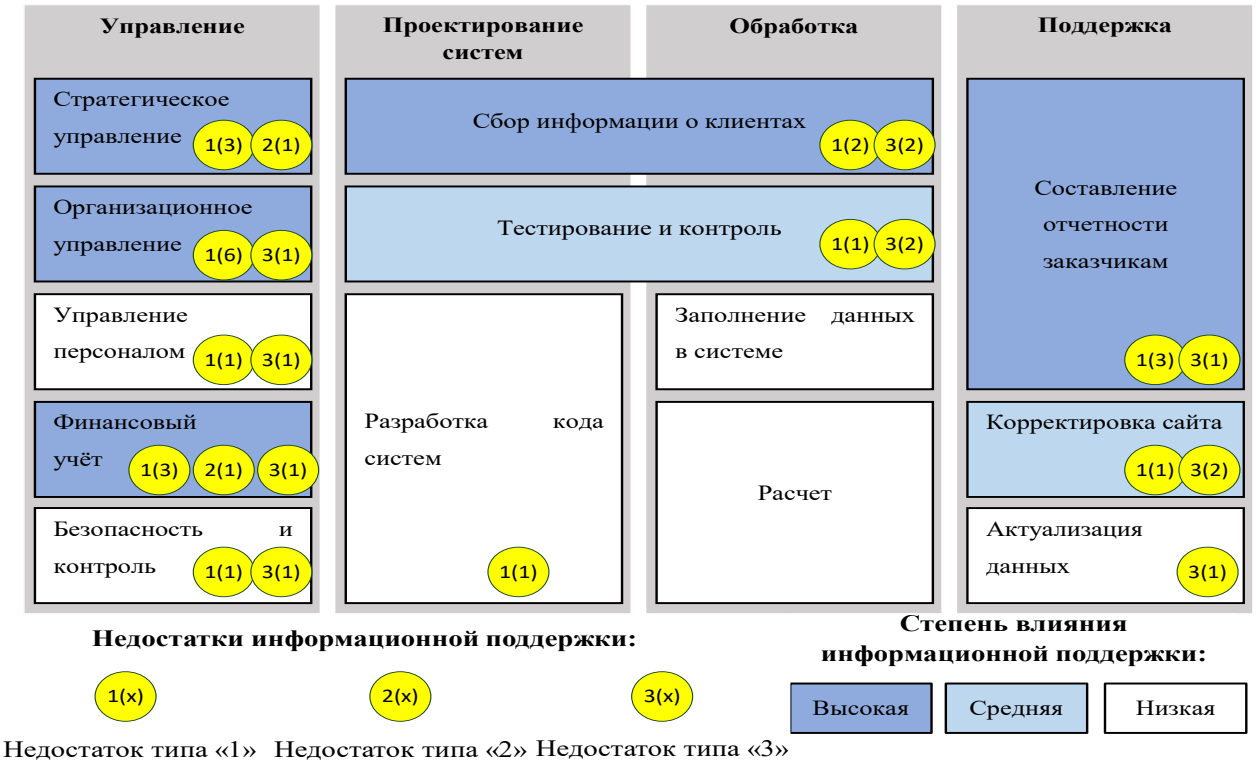 Управление
Проектирование
систем
Обработка
Поддержка
Стратегическое
управление
1(3) 2(1)
Организационное
управление
1(6) 3(1)
Управление
персоналом
1(1) 3(1)
Финансовый
учёт
1(3) 2(1) 3(1)
Безопасность и
контроль
1(1) 3(1)
Сбор информации о клиентах
1(2) 3(2)
Тестирование и контроль
1(1) 3(2)
Разработка кода
систем
1(1)
Заполнение данных
в системе
Расчет
Составление
отчетности
заказчикам
1(3) 3(1)
Корректировка сайта
1(1) 3(2)
Актуализация
данных
3(1)
Недостатки информационной поддержки:
1(x) 2(x) 3(x)
Недостаток типа «1» Недостаток типа «2» Недостаток типа «3»
Степень влияния
информационной поддержки:
Высокая Средняя Низкая